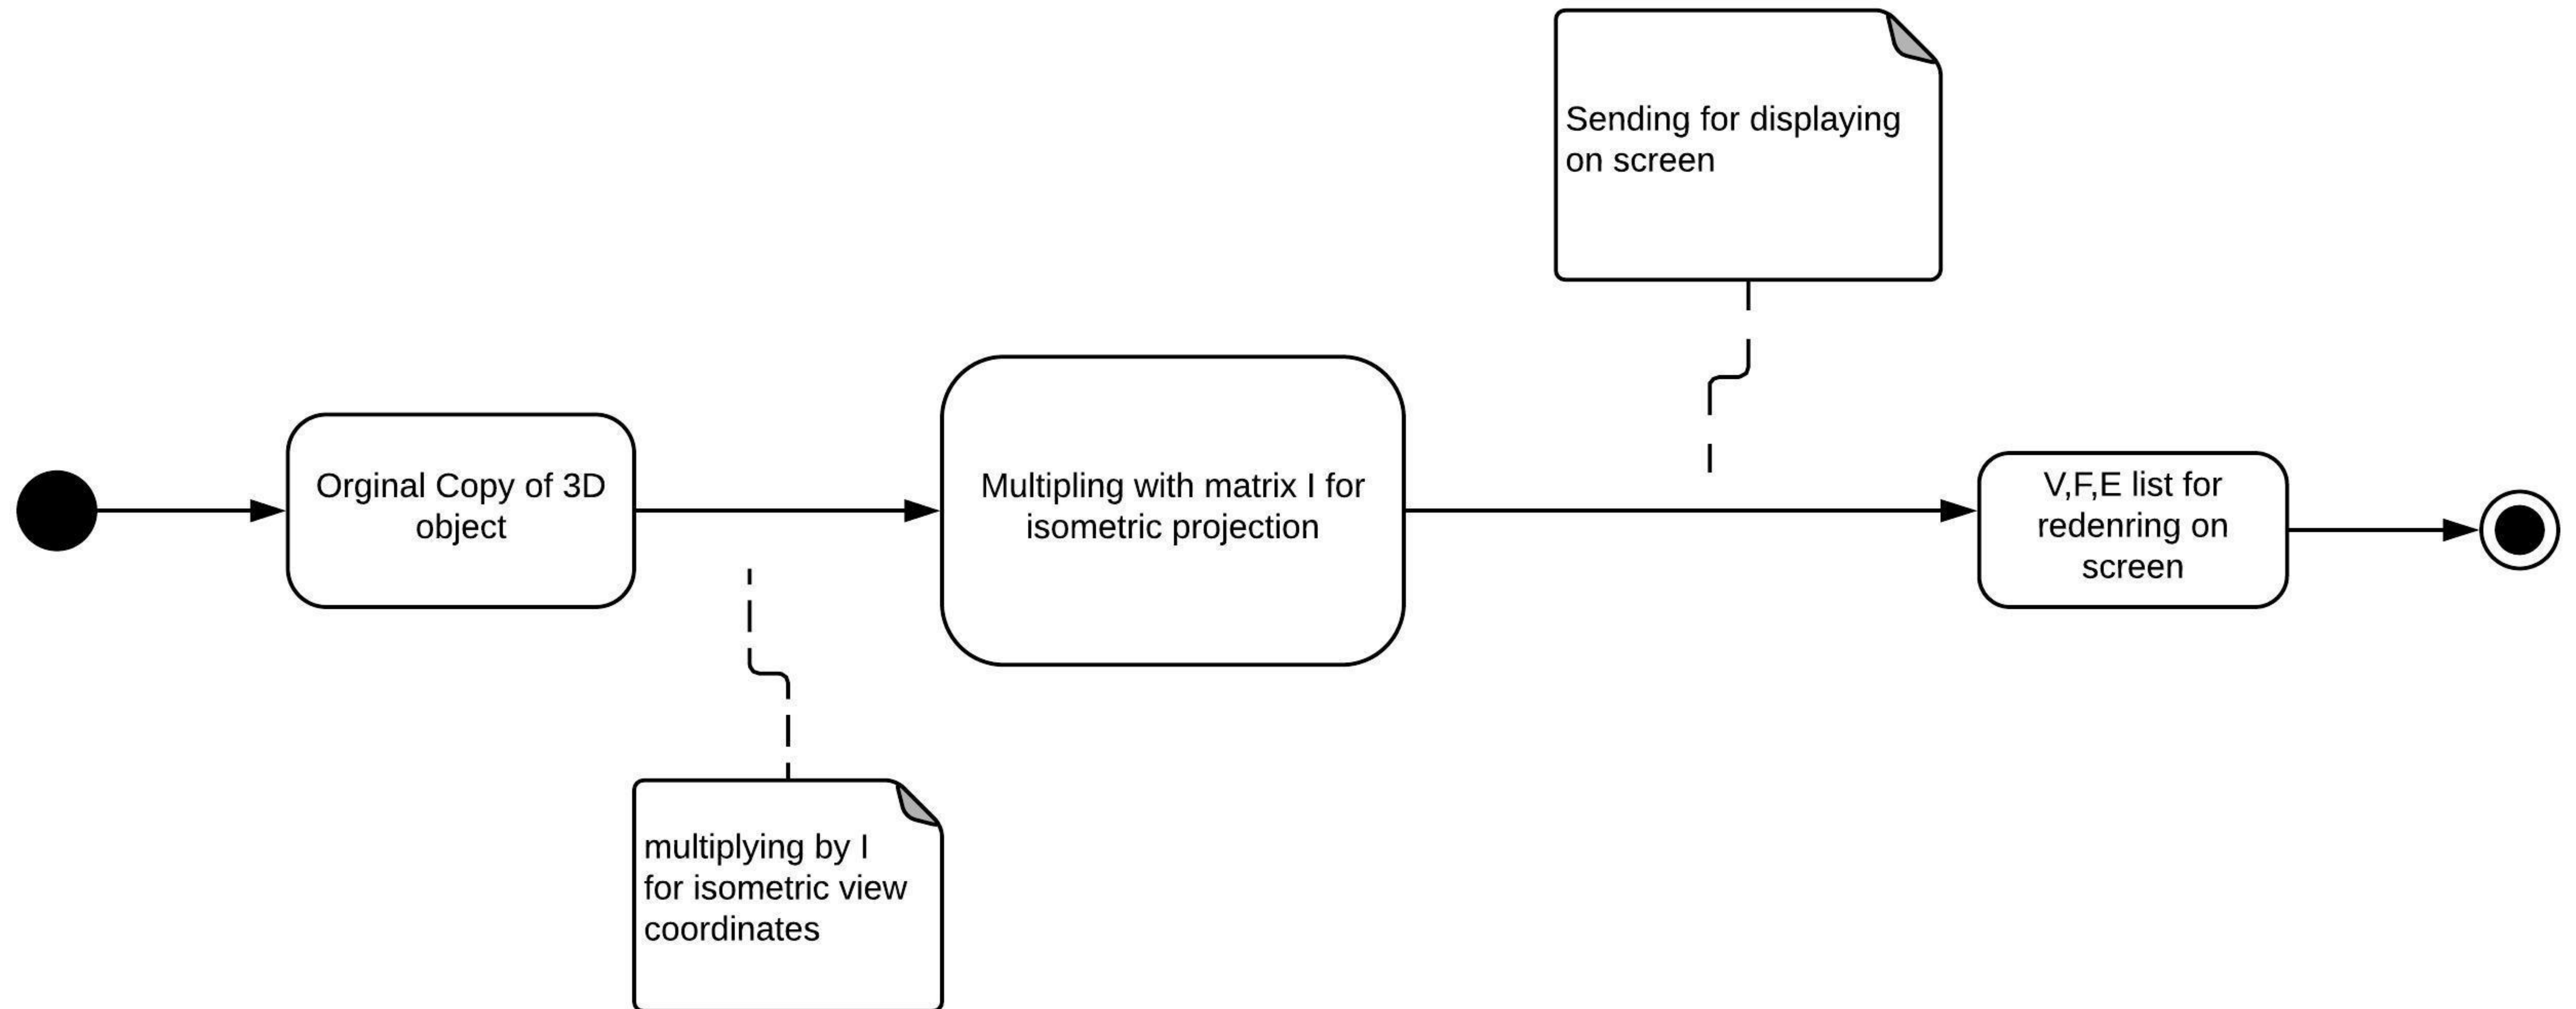 Sending for displaying
on screen
Orginal Copy of 3D
object
Multipling with matrix I for
isometric projection
V,F,E list for
redenring on
screen
multiplying by I
for isometric view
coordinates